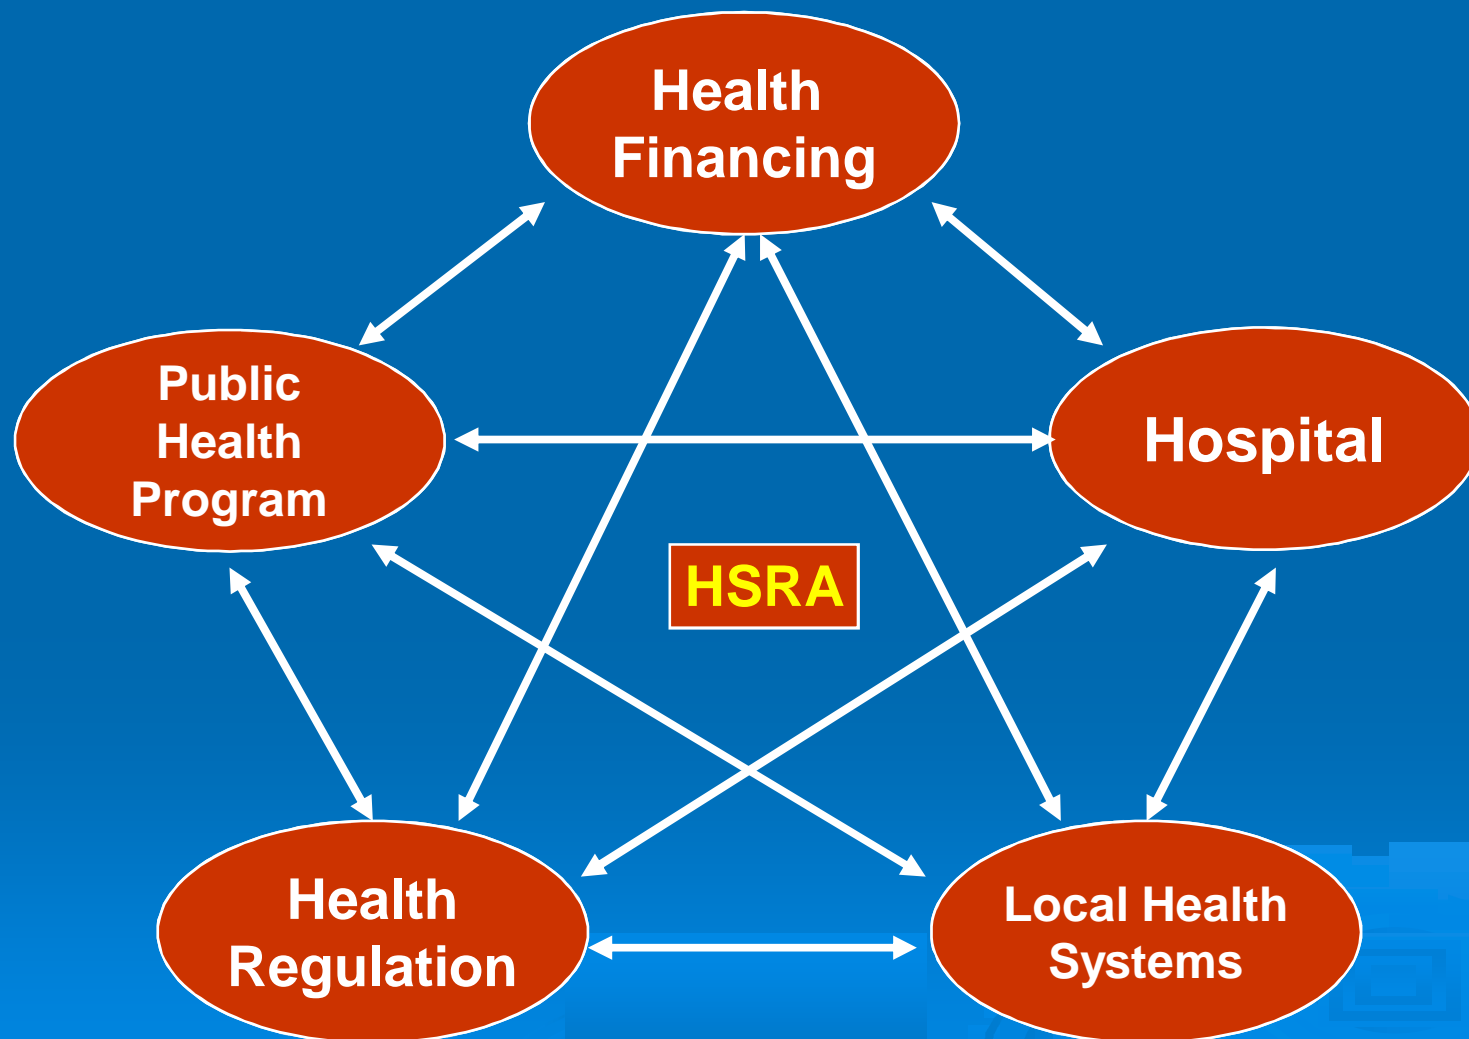 Health
Financing
Public
Health
Program
Hospital
HSRA
Health
Regulation
Local Health
Systems